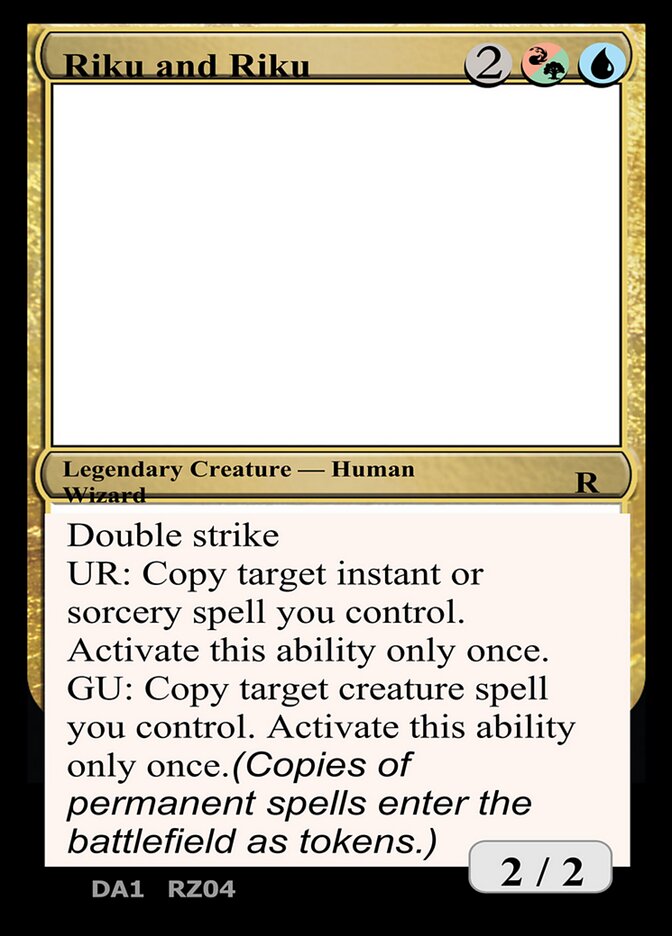 Riku and Riku 2
Legendary Creature — Human
Wizard
R
Double strike
UR: Copy target instant or
sorcery spell you control.
Activate this ability only once.
GU: Copy target creature spell
you control. Activate this ability
only once.(Copies of
permanent spells enter the
battlefield as tokens.)
2 / 2
DA1 RZ04